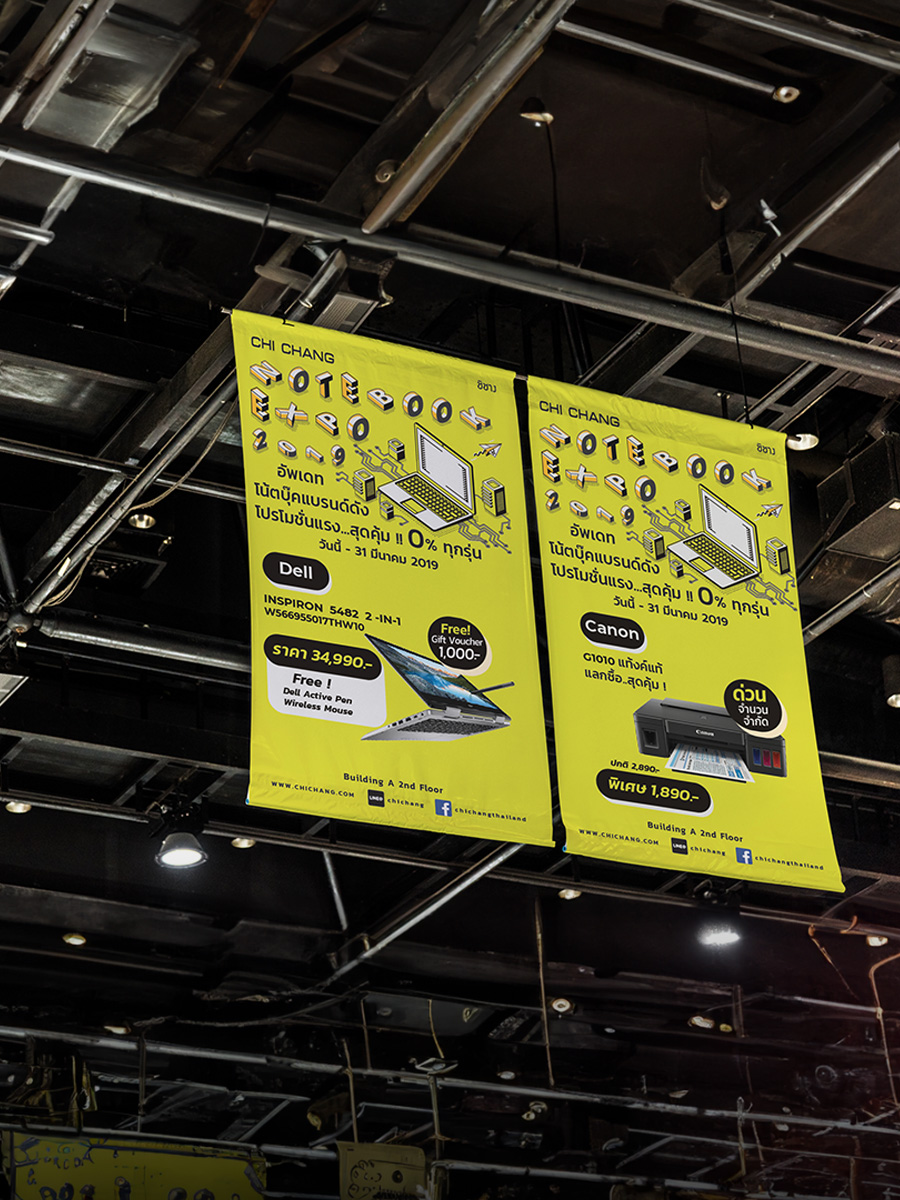 CHI CHANG
ชิชาง
NOTEBOOK
EXPO
2019
อัพเดท
โน้ตบุ๊คแบรนด์ดัง
โปรโมชั่นแรง...สุดคุ้ม !! 0% ทุกรุ่น
วันนี้ - 31 มีนาคม 2019
Dell
INSPIRON 5482 2 -IN-1
W566955017THW10
ราคา 34,990.-
Free !
Dell Active Pen
Wireless Mouse
Free!
Gift Voucher
1,000.-
Building A 2nd Floor
WWW.CHICHANG.COM LINE@ chichang f chichangthailand
CHI CHANG
ชิชาง
NOTEBOOK
EXPO
2019
อัพเดท
โน้ตบุ๊คแบรนด์ดัง
โปรโมชั่นแรง...สุดคุ้ม !! 0% ทุกรุ่น
วันนี้ - 31 มีนาคม 2019
Canon
G1010 แท้งค์แท้
แลกซื้อ..สุดคุ้ม !
ด่วน
จำนวน
จำกัด
Canon
ปกติ 2,890.-
พิเศษ 1,890.-
Building A 2nd Floor
WWW.CHICHANG.COM LINE@ chichang f chichangthailand